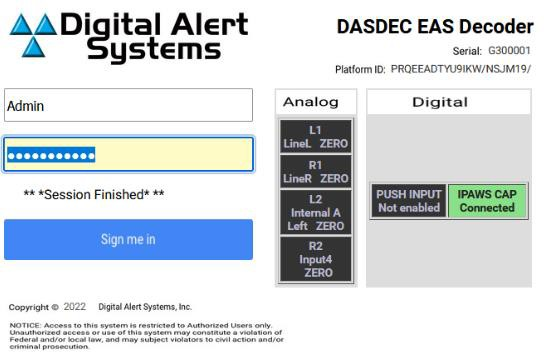 Digital Alert
Systems
DASDEC EAS Decoder
Serial: G300001
Platform ID: PRQEEADTYU9IKW/NSJM19/
Admin
** *Session Finished* **
Sign me in
Analog
L1
LineL ZERO
R1
LineR ZERO
L2
Internal A
Left ZERO
R2
Input4
ZERO
Digital
PUSH INPUT
Not enabled
IPAWS CAP
Connected
Copyright © 2022 Digital Alert Systems, Inc.
NOTICE: Access to this system is restricted to Authorized Users only.
Unauthorized access or use of this system may constitute a violation of
Federal and/or local law, and may subject violators to civil action and/or
criminal prosecution.